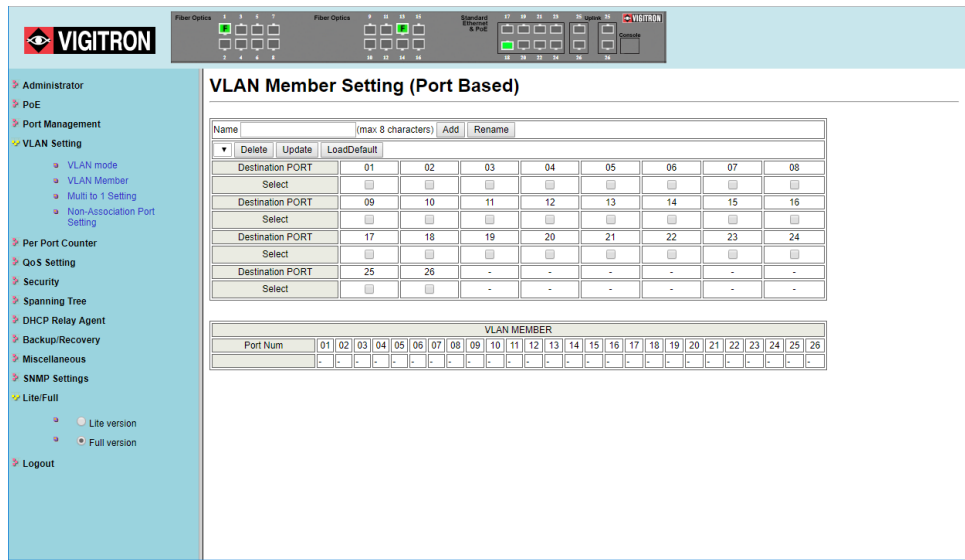 Fiber Optics 1 3 5 7 Fiber Optics 9 11 13 15 Standard Ethernet & PoE 17 19 21 23 25 Uplink 25 VIGITRON
F F Console
2 4 6 8 10 12 14 16 18 20 22 24 26 26
VIGITRON
Administrator
PoE
Port Management
VLAN Setting
VLAN mode
VLAN Member
Multi to 1 Setting
Non-Association Port
Setting
Per Port Counter
QoS Setting
Security
Spanning Tree
DHCP Relay Agent
Backup/Recovery
Miscellaneous
SNMP Settings
Lite/Full
Lite version
Full version
Logout
VLAN Member Setting (Port Based)
Name (max 8 characters) Add Rename
Delete Update LoadDefault
Destination PORT 01 02 03 04 05 06 07 08
Select
Destination PORT 09 10 11 12 13 14 15 16
Select
Destination PORT 17 18 19 20 21 22 23 24
Select
Destination PORT 25 26 - - - - - -
Select - - - - - -
VLAN MEMBER
Port Num 01 02 03 04 05 06 07 08 09 10 11 12 13 14 15 16 17 18 19 20 21 22 23 24 25 26
- - - - - - - - - - - - - - - - - - - - - - - - - -